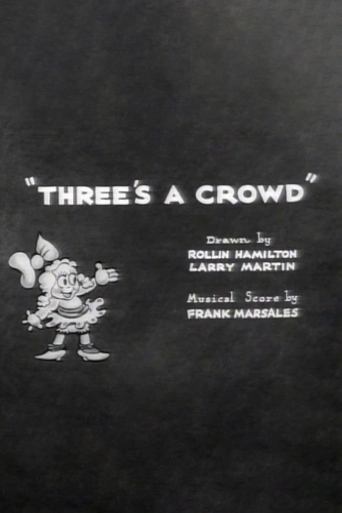 "THREE'S A CROWD"
Drawn by
ROLLIN HAMILTON
LARRY MARTIN
Musical Score by
FRANK MARSALES